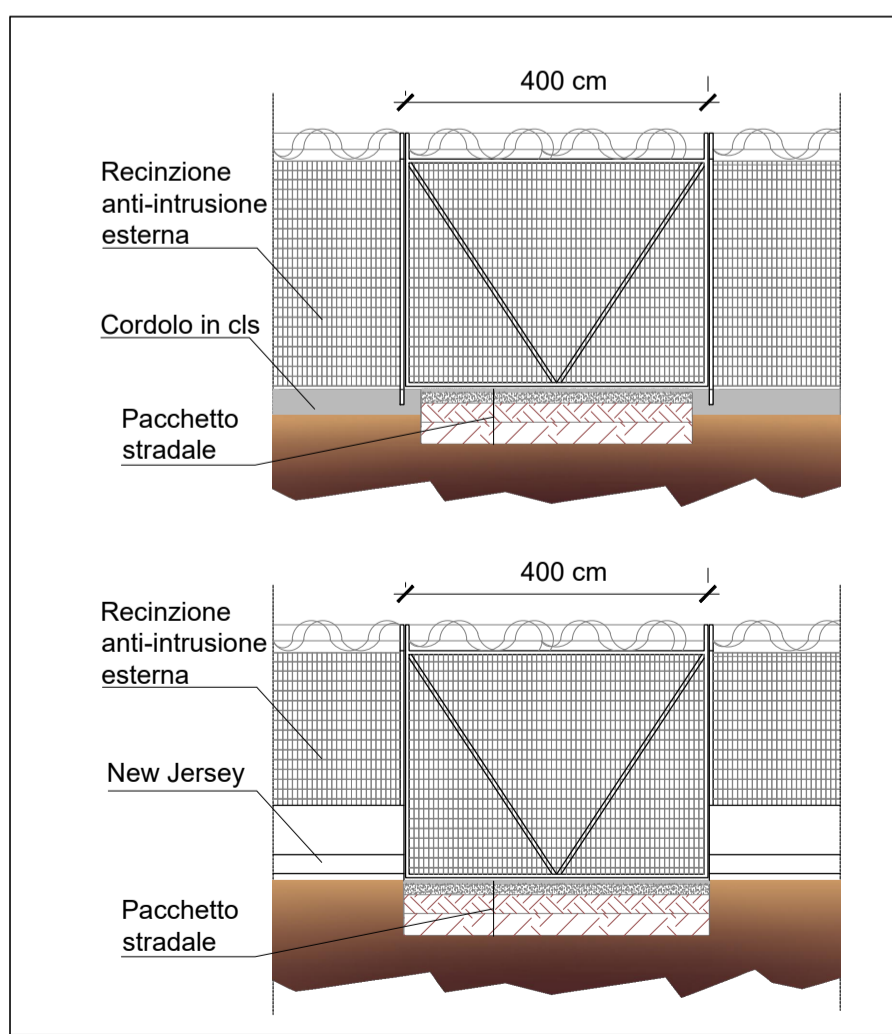 400 cm
Recinzione
anti-intrusione
esterna
Cordolo in cls
Pacchetto
stradale
400 cm
Recinzione
anti-intrusione
esterna
New Jersey
Pacchetto
stradale